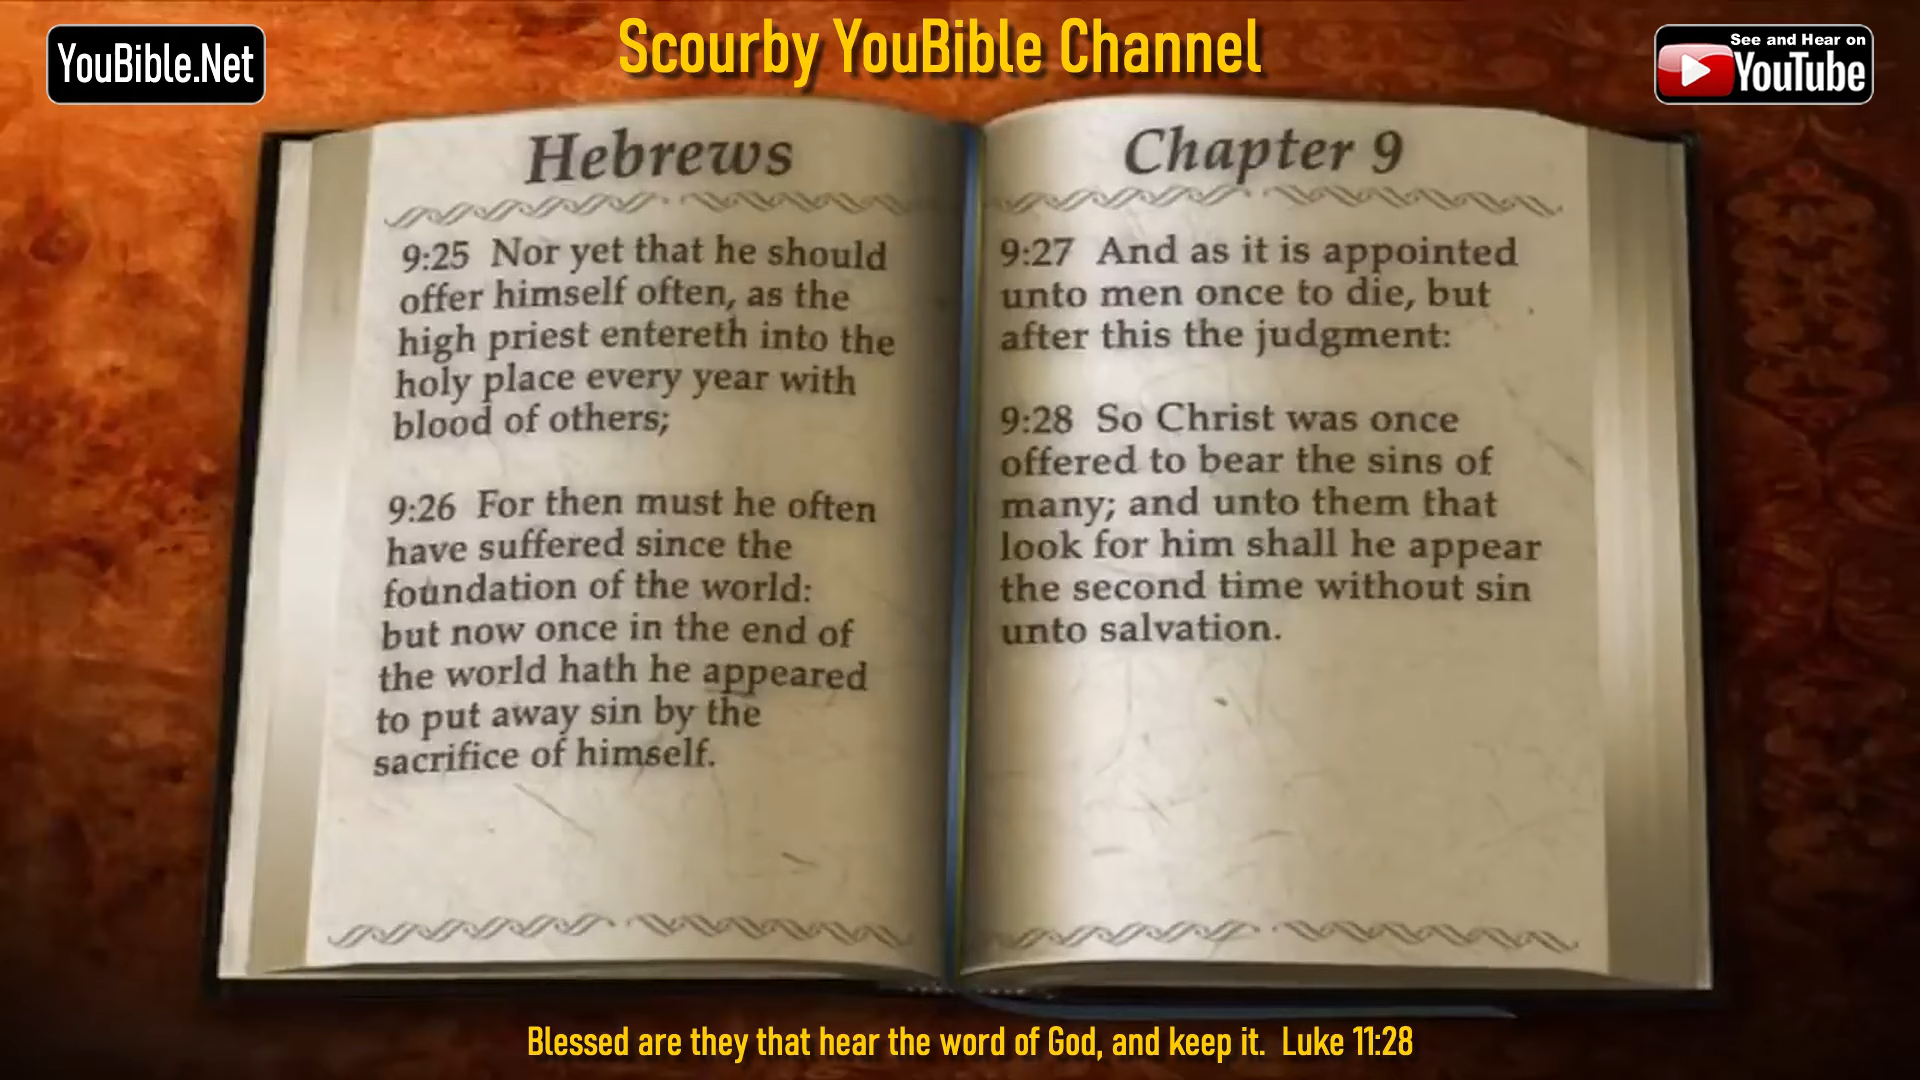 YouBible.Net
Scourby YouBible Channel
See and Hear on
YouTube
Hebrews
9:25 Nor yet that he should
offer himself often, as the
high priest entereth into the
holy place every year with
blood of others;
9:26 For then must he often
have suffered since the
foundation of the world:
but now once in the end of
the world hath he appeared
to put away sin by the
sacrifice of himself.
Chapter 9
9:27 And as it is appointed
unto men once to die, but
after this the judgment:
9:28 So Christ was once
offered to bear the sins of
many; and unto them that
look for him shall he appear
the second time without sin
unto salvation.
Blessed are they that hear the word of God, and keep it. Luke 11:28